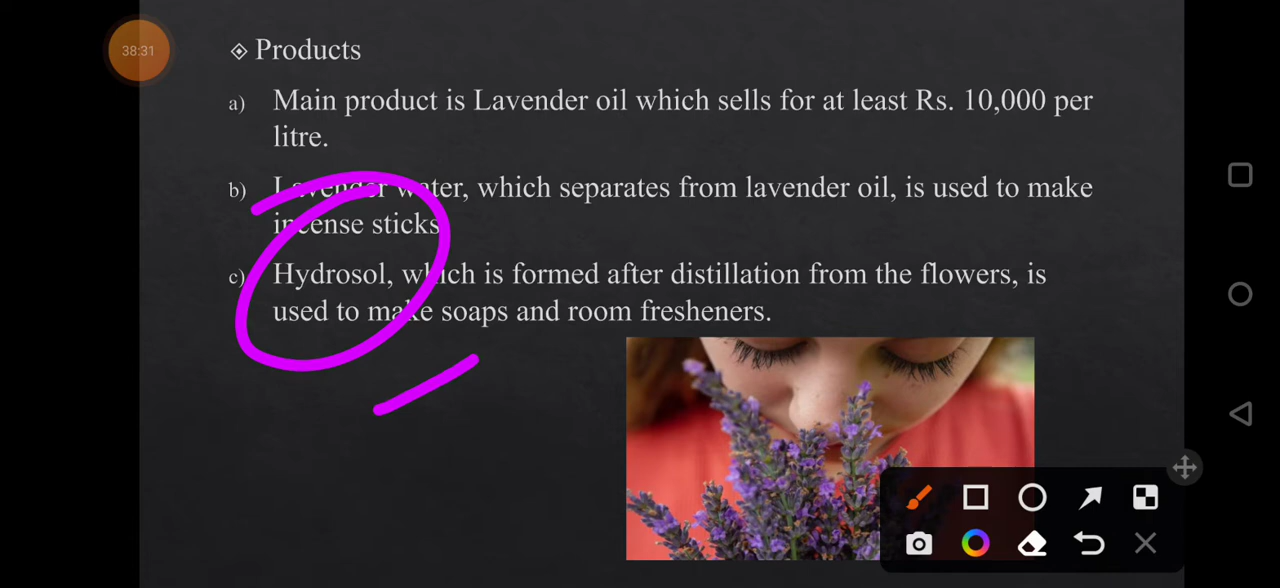 38:31
Products
a) Main product is Lavender oil which sells for at least Rs. 10,000 per
litre.
b) Lavender water, which separates from lavender oil, is used to make
incense sticks
c) Hydrosol, which is formed after distillation from the flowers, is
used to make soaps and room fresheners.